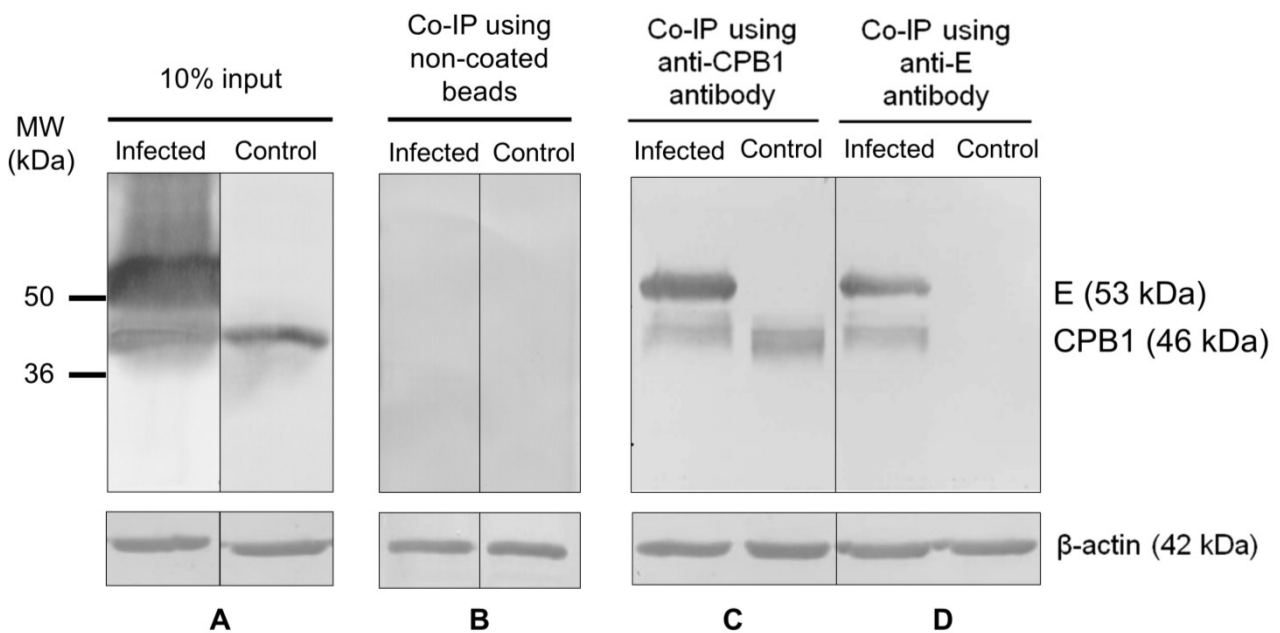 10% input
Co-IP using
non-coated
beads
Co-IP using
anti-CPB1
antibody
Co-IP using
anti-E
antibody
MW
(kDa)
Infected Control
Infected Control
Infected Control
Infected Control
50
36
E (53 kDa)
CPB1 (46 kDa)
β-actin (42 kDa)
A
B
C
D